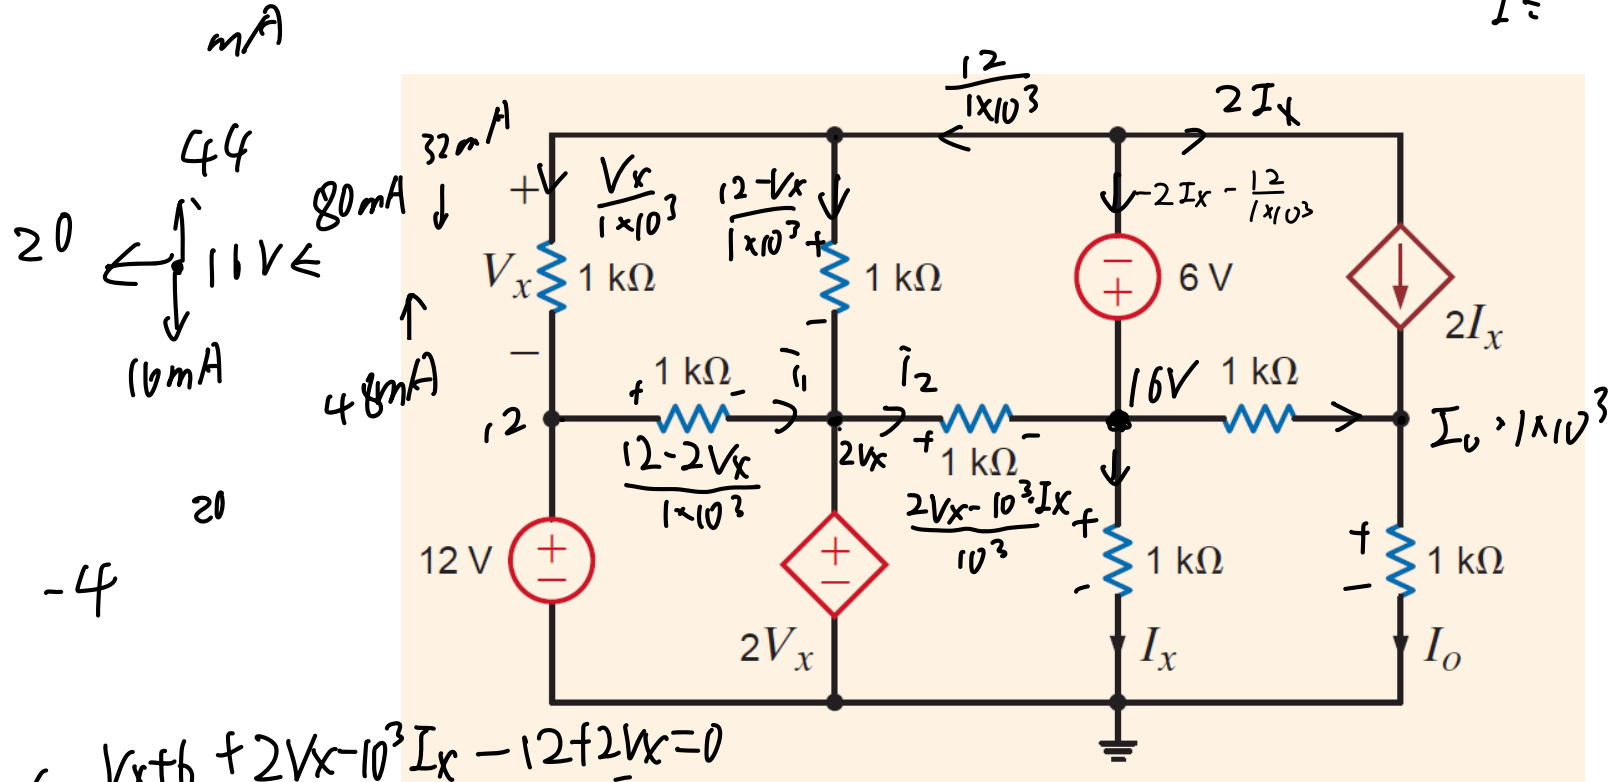 mA
I =
12
1×10³
2Ix
44
32mA
80mA
Vx
1×10³
12-Vx
1×10³
-2Ix - 12
1×10³
20
11V
+
Vx
−
1 kΩ
+
-
1 kΩ
−
+
6 V
2Ix
16mA
48mA
1 kΩ
i1
i2
16V
1 kΩ
12
+
-
+
-
I0 · 1×10³
12-2Vx
1×10³
2Vx
1 kΩ
2Vx-10³·Ix
10³
20
12 V
+
−
+
−
+
-
1 kΩ
+
-
1 kΩ
-4
2Vx
Ix
Io
Vx+6 +2Vx-10³Ix -12+2Vx=0